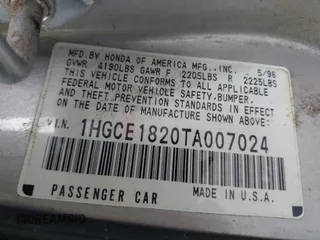 MFD. BY HONDA OF AMERICA MFG., INC. 5/96
GVWR 4190LBS GAWR F 2205LBS R 2225LBS
THIS VEHICLE CONFORMS TO ALL APPLICABLE
FEDERAL MOTOR VEHICLE SAFETY, BUMPER,
AND THEFT PREVENTION STANDARDS IN EFFECT
ON THE DATE OF MANUFACTURE SHOWN ABOVE.
V.I.N. 1HGCE1820TA007024
PASSENGER CAR MADE IN U.S.A.